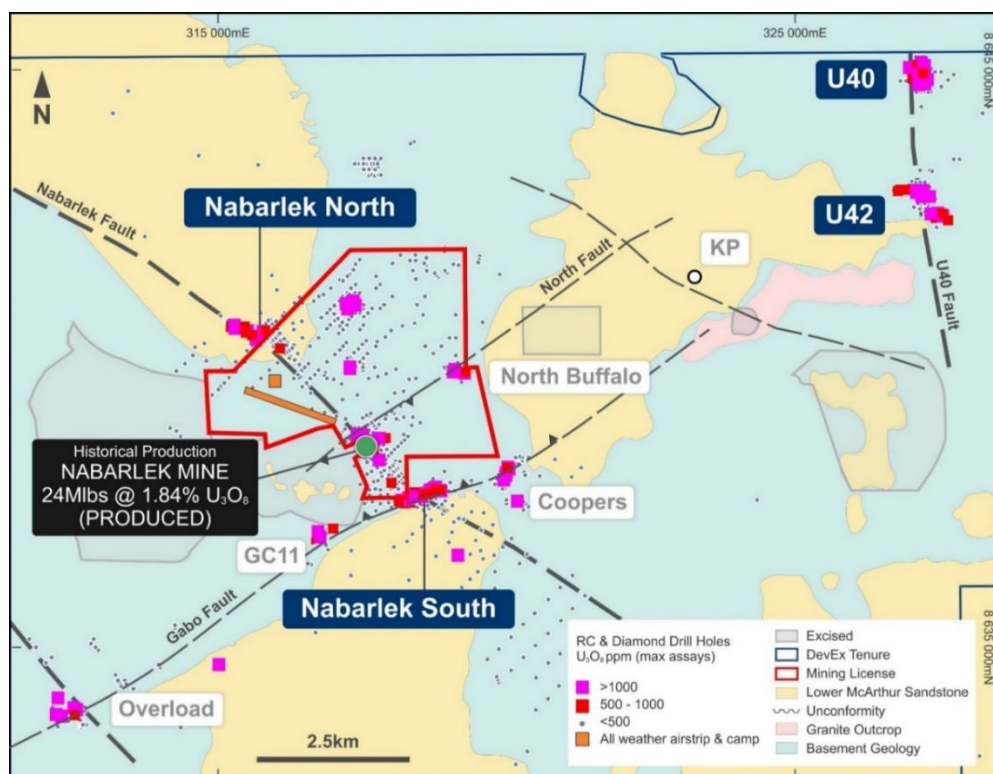 315 000mE
325 000mE
8 645 000mN
N
U40
Nabarlek Fault
Nabarlek North
U42
North Fault
KP
U40 Fault
North Buffalo
Historical Production
NABARLEK MINE
24Mlbs @ 1.84% U₃O₈
(PRODUCED)
Coopers
GC11
Nabarlek South
Gabo Fault
8 635 000mN
Overload
2.5km
RC & Diamond Drill Holes
U₃O₈ ppm (max assays)
>1000
500 - 1000
<500
All weather airstrip & camp
Excised
DevEx Tenure
Mining License
Lower McArthur Sandstone
Unconformity
Granite Outcrop
Basement Geology